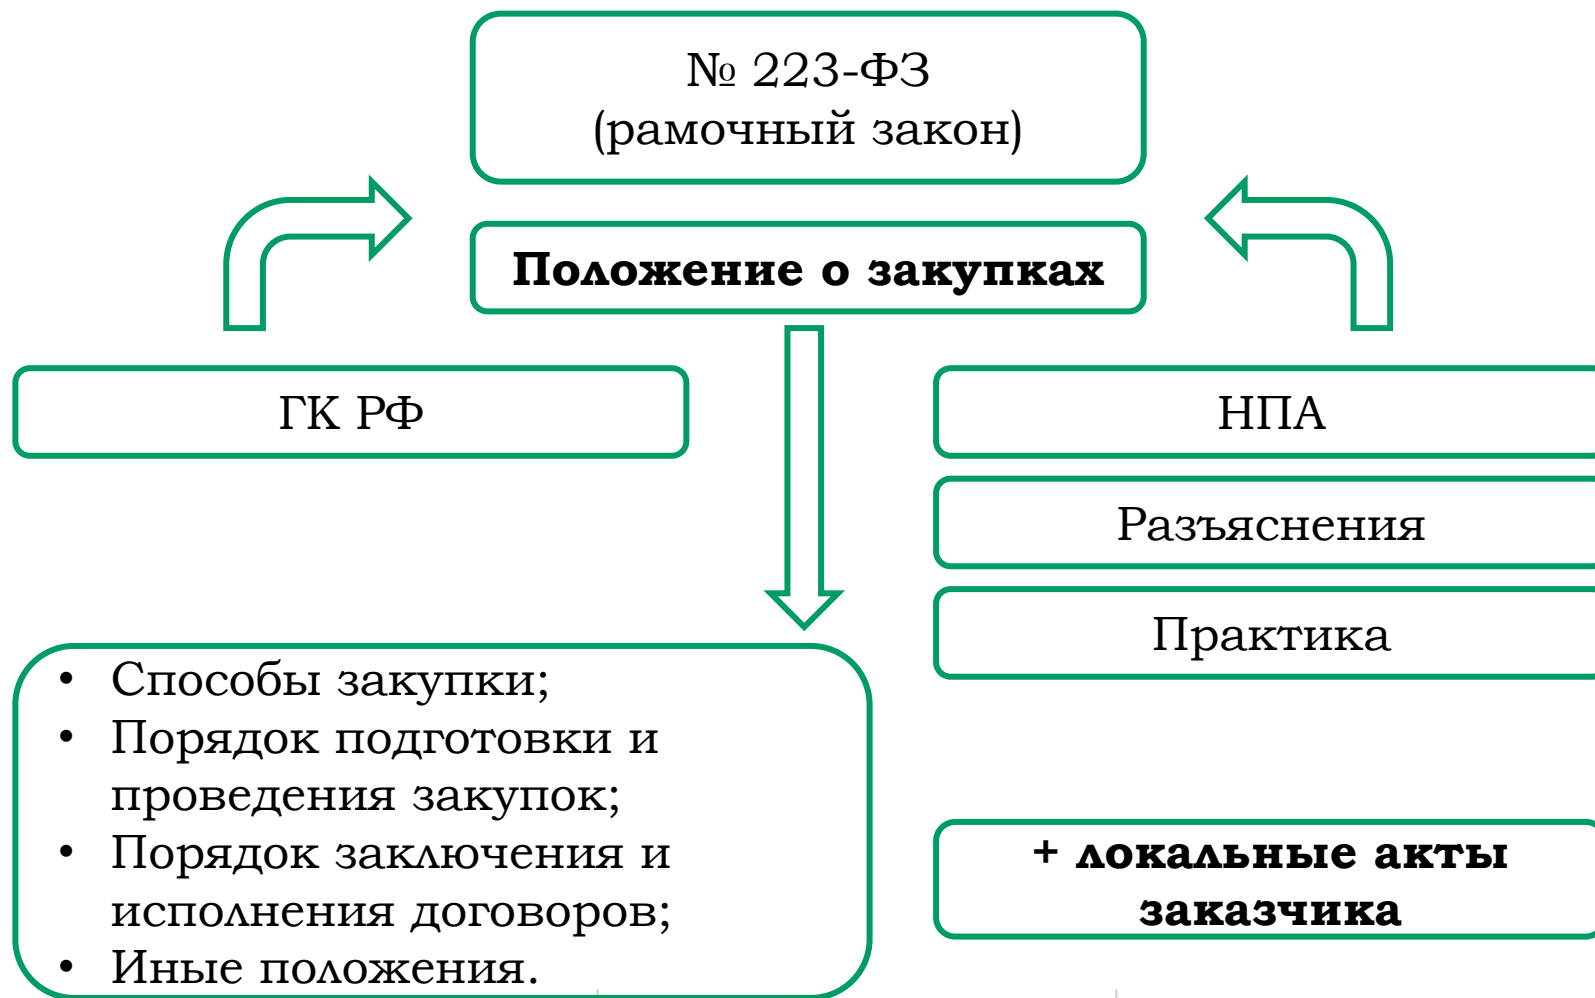 № 223-ФЗ
(рамочный закон)
Положение о закупках
ГК РФ
НПА
Разъяснения
Практика
• Способы закупки;
• Порядок подготовки и
проведения закупок;
• Порядок заключения и
исполнения договоров;
• Иные положения.
+ локальные акты
заказчика